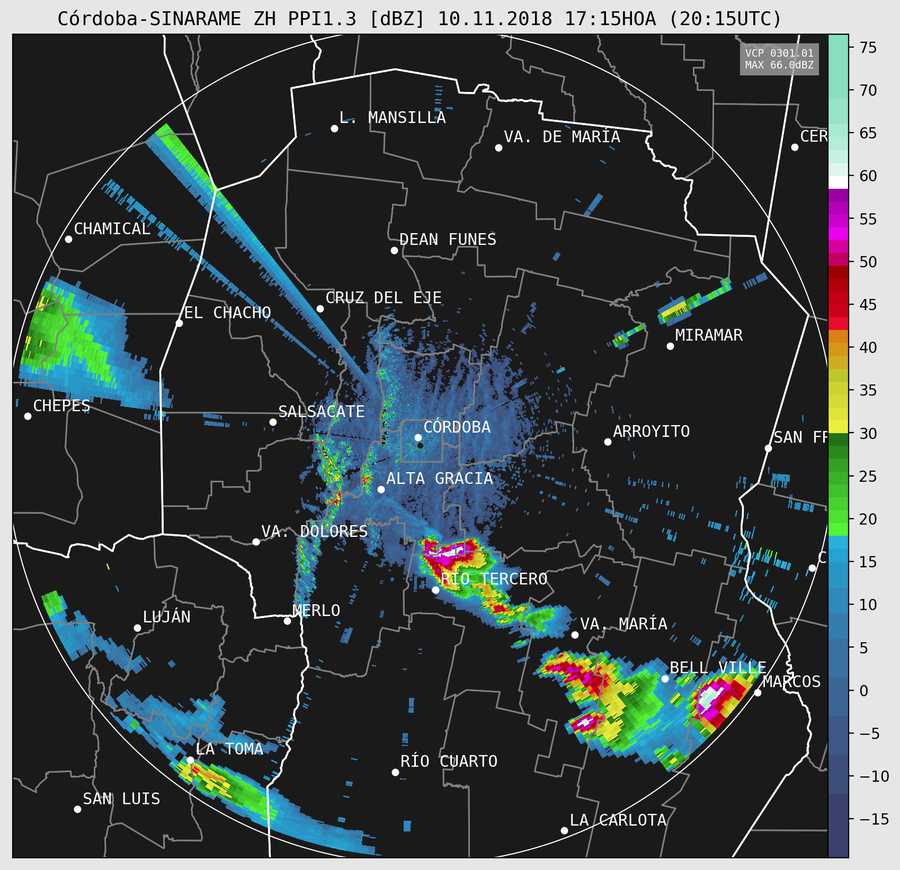 Córdoba-SINARAME ZH PPI1.3 [dBZ] 10.11.2018 17:15HOA (20:15UTC)
VCP 0301.01
MAX 66.0dBZ
75
70
65
60
55
50
45
40
35
30
25
20
15
10
5
0
−5
−10
−15
L. MANSILLA
VA. DE MARÍA
CER
CHAMICAL
DEAN FUNES
CRUZ DEL EJE
EL CHACHO
MIRAMAR
CHEPES
SALSACATE
CÓRDOBA
ARROYITO
SAN FR
ALTA GRACIA
VA. DOLORES
C
RÍO TERCERO
MERLO
LUJÁN
VA. MARÍA
BELL VILLE
MARCOS
LA TOMA
RÍO CUARTO
SAN LUIS
LA CARLOTA